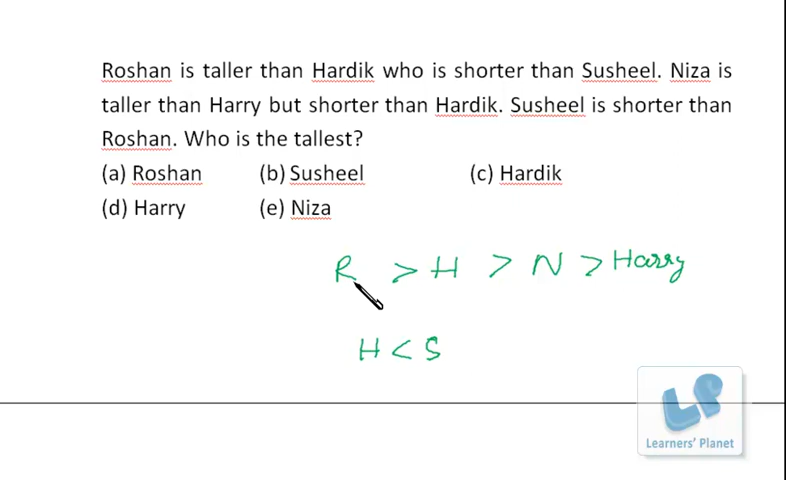 Roshan is taller than Hardik who is shorter than Susheel. Niza is
taller than Harry but shorter than Hardik. Susheel is shorter than
Roshan. Who is the tallest?
(a) Roshan (b) Susheel (c) Hardik
(d) Harry (e) Niza
R > H > N > Harry
H < S
LP
Learners' Planet